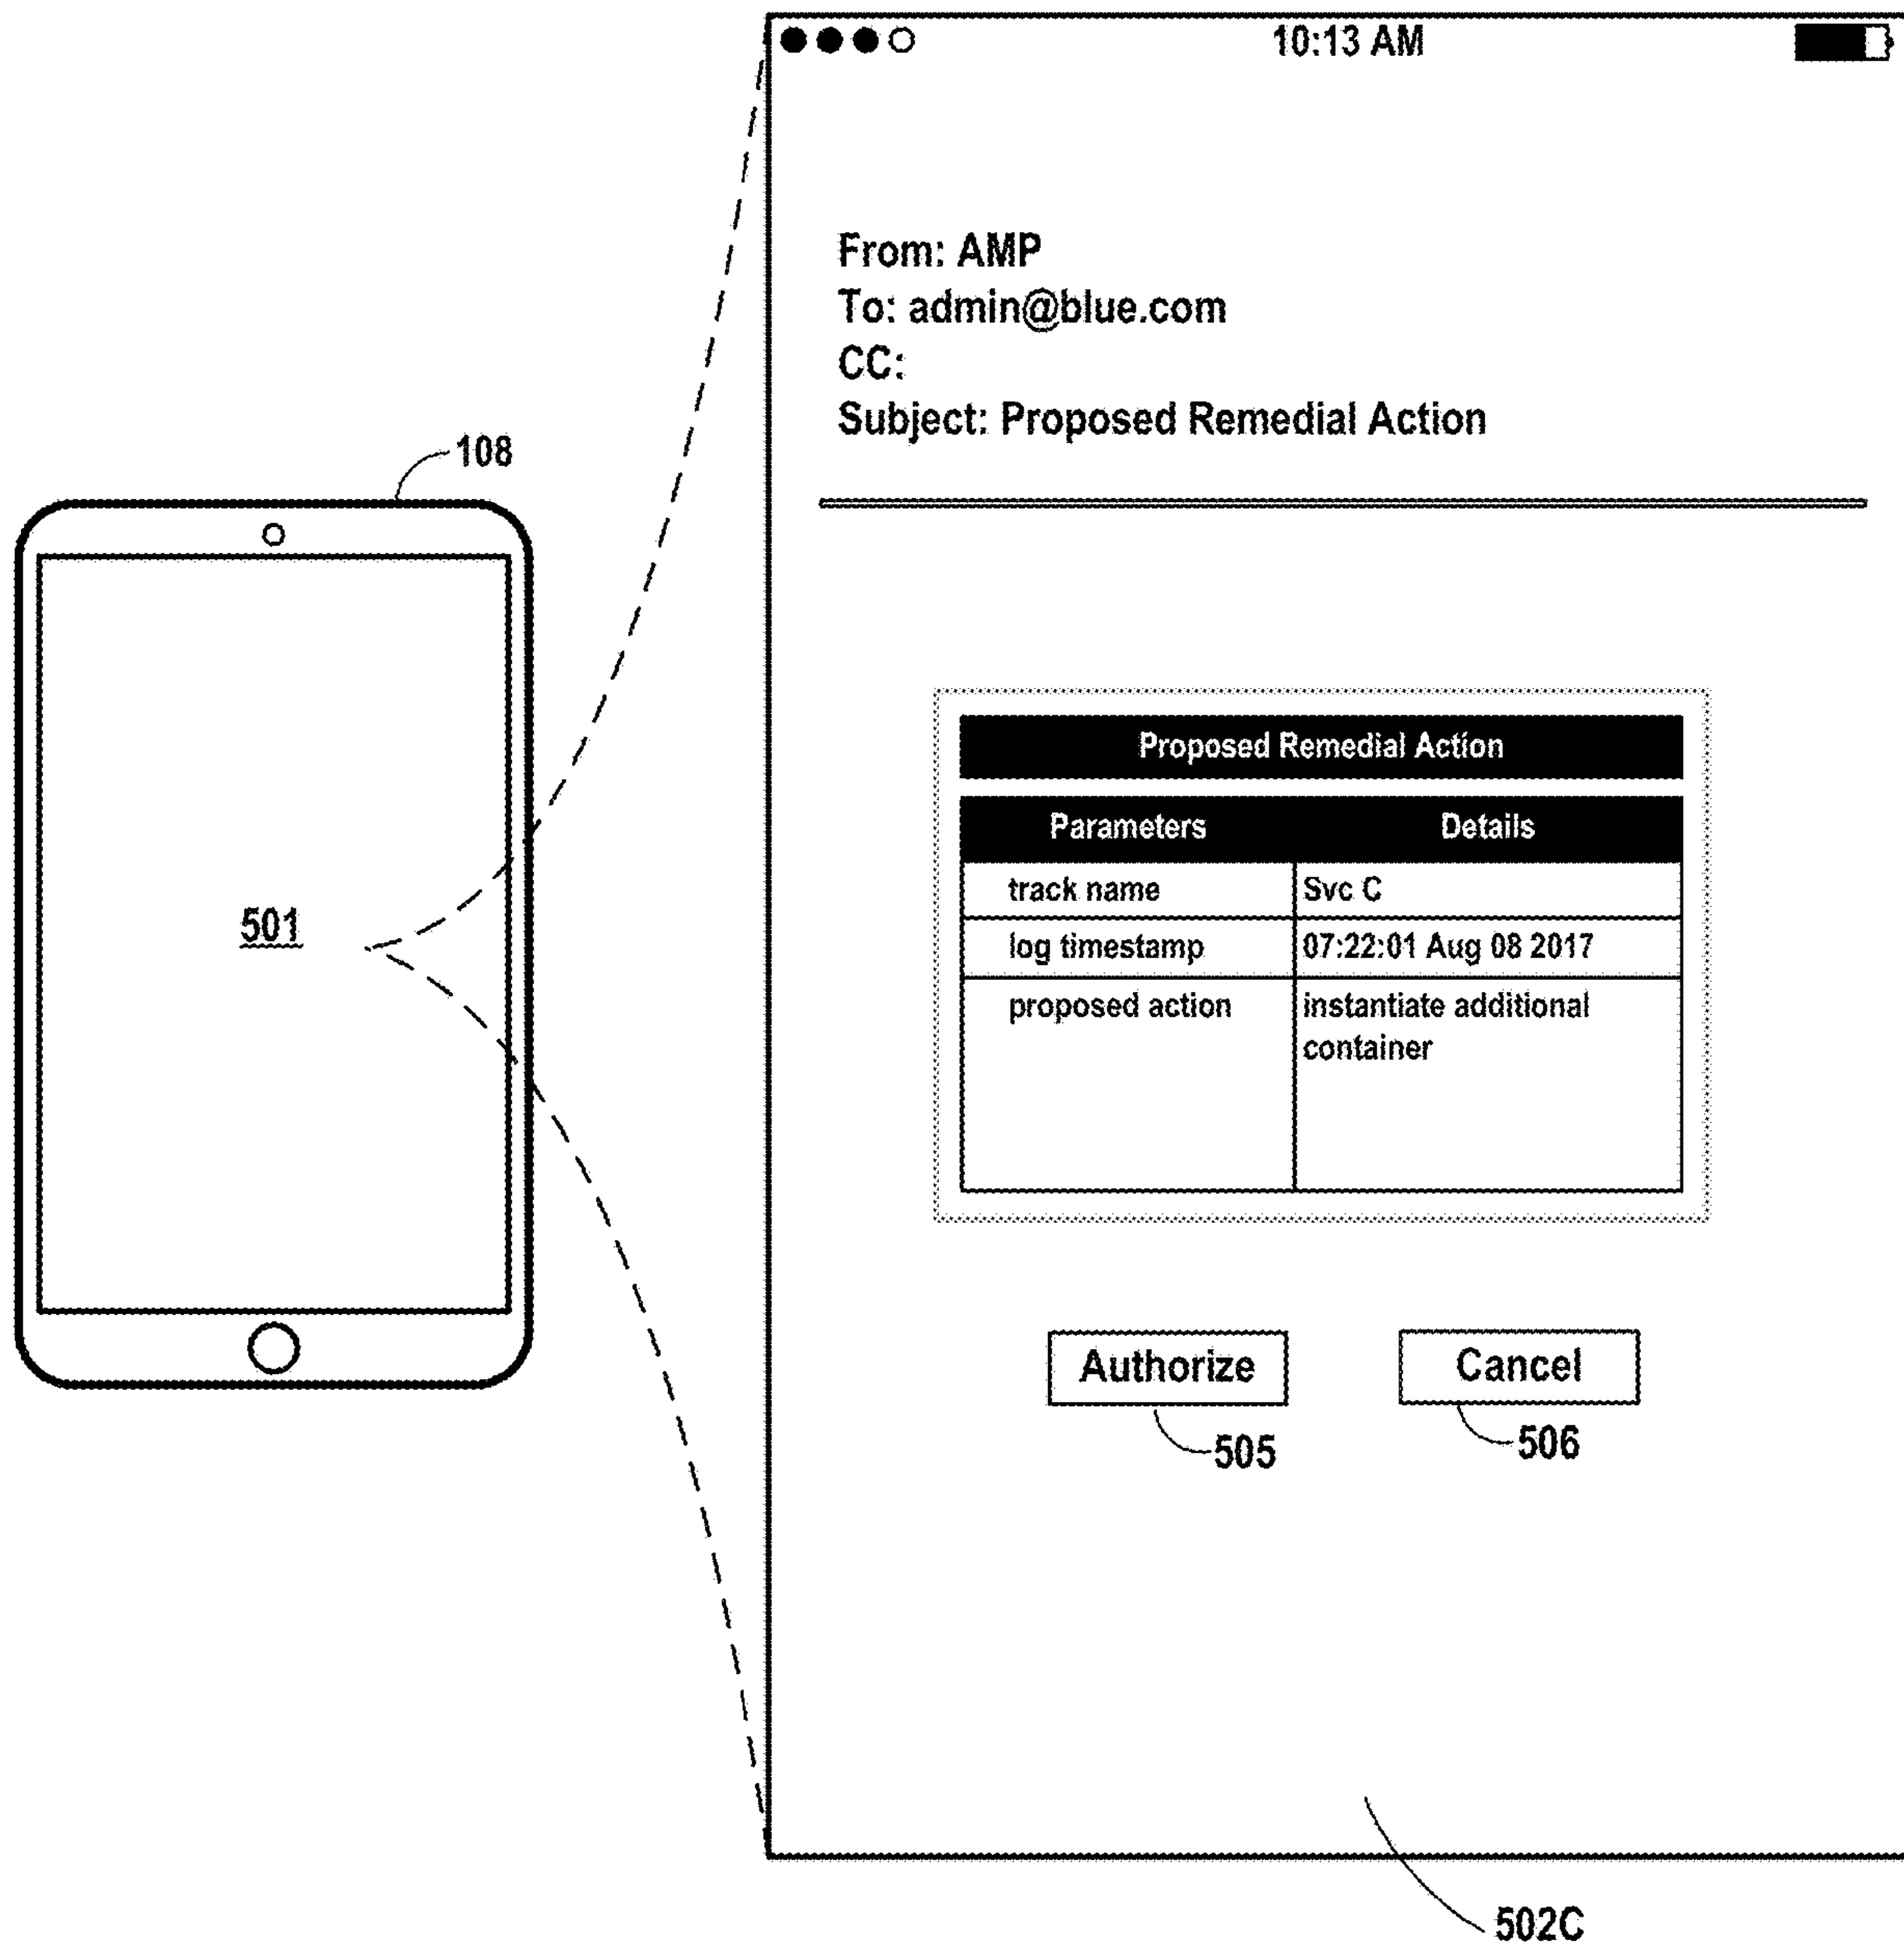 10:13 AM
From: AMP
To: admin@blue.com
CC:
Subject: Proposed Remedial Action
108
501
Proposed Remedial Action
Parameters Details
track name Svc C
log timestamp 07:22:01 Aug 08 2017
proposed action instantiate additional
container
Authorize Cancel
505 506
502C